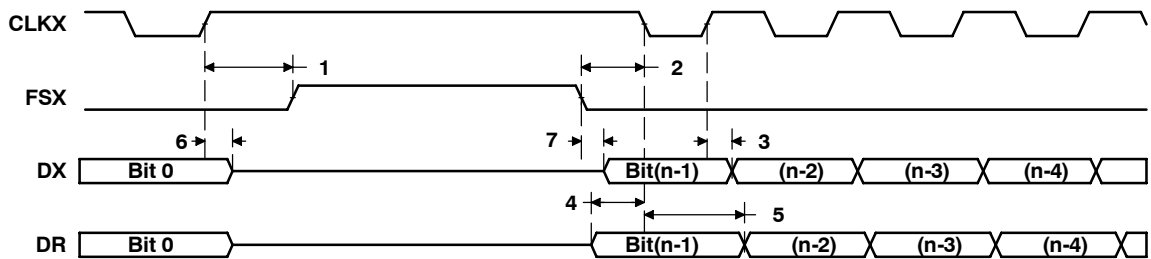 CLKX
1 2
FSX
6 7 3
DX Bit 0 Bit(n-1) (n-2) (n-3) (n-4)
4 5
DR Bit 0 Bit(n-1) (n-2) (n-3) (n-4)